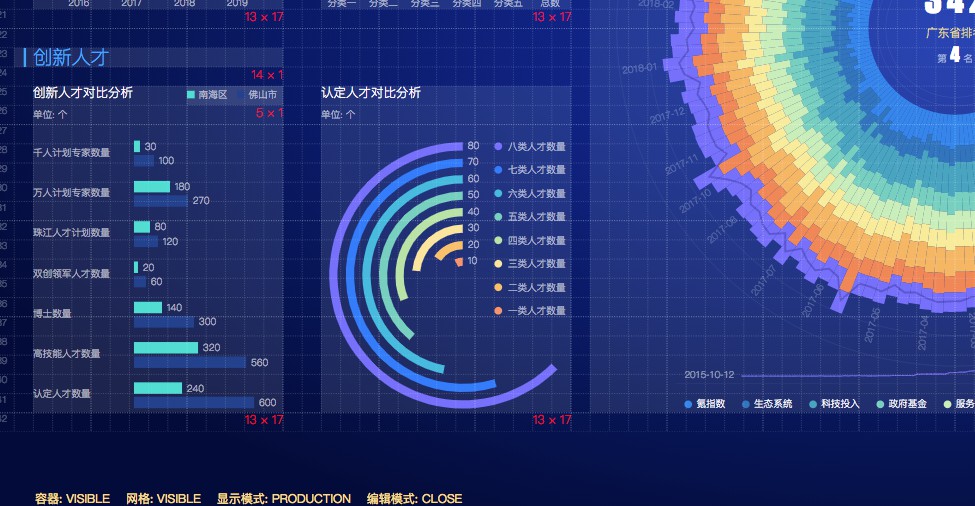 2016 2017 2018 2019
分类一 分类二 分类三 分类四 分类五 总数
13 × 17
13 × 17
创新人才
14 × 1
创新人才对比分析
南海区 佛山市
单位: 个
5 × 1
千人计划专家数量 30 100
万人计划专家数量 180 270
珠江人才计划数量 80 120
双创领军人才数量 20 60
博士数量 140 300
高技能人才数量 320 560
认定人才数量 240 600
13 × 17
认定人才对比分析
单位: 个
80 八类人才数量
70 七类人才数量
60 六类人才数量
50 五类人才数量
40 四类人才数量
30 三类人才数量
20 二类人才数量
10 一类人才数量
13 × 17
2018-02
2018-01
2017-12
2017-11
2017-10
2017-08
2017-07
2017-06
2017-05
2017-04
广东省排
第 4 名
2015-10-12
氪指数 生态系统 科技投入 政府基金 服务
容器: VISIBLE 网格: VISIBLE 显示模式: PRODUCTION 编辑模式: CLOSE